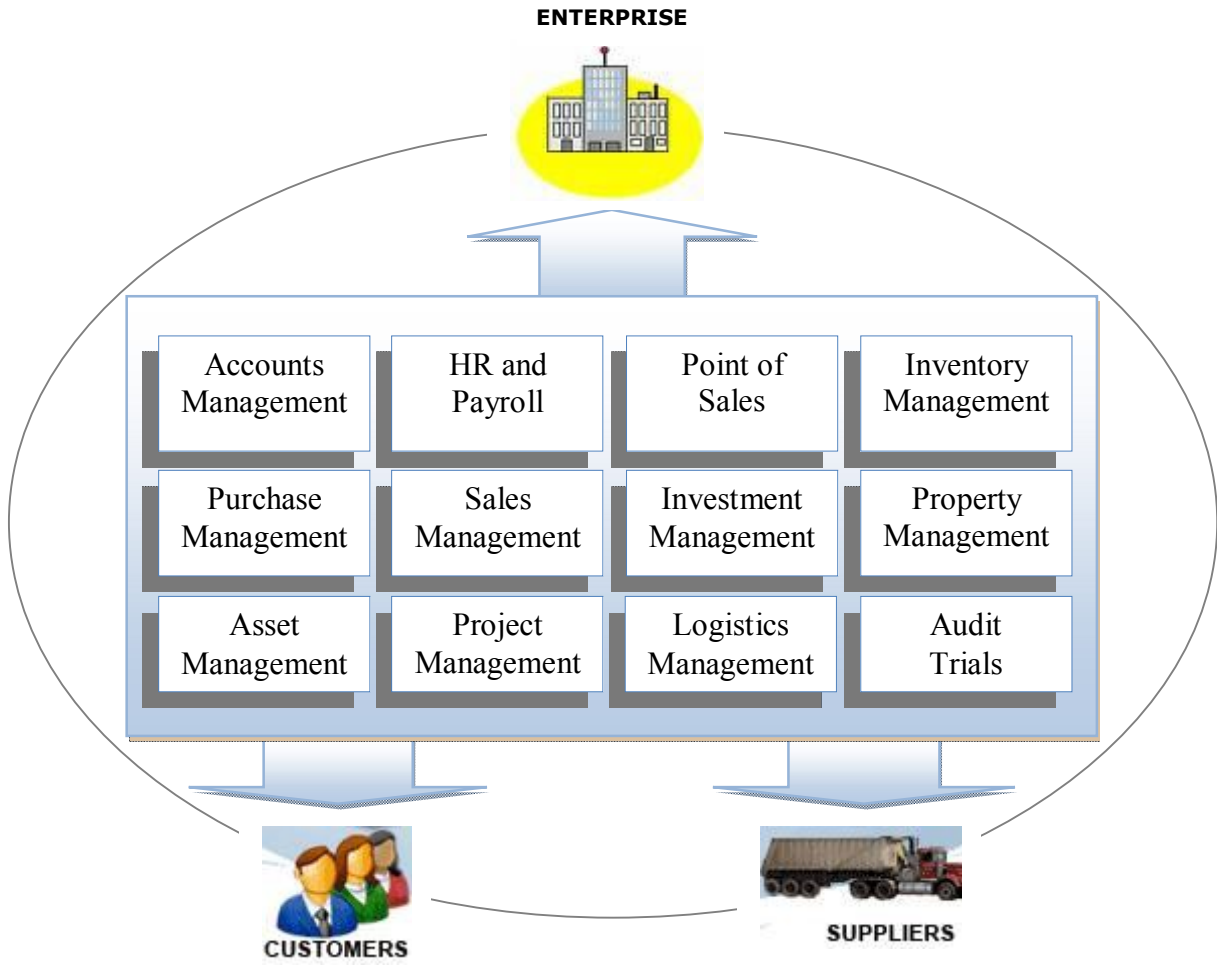 ENTERPRISE
Accounts
Management
HR and
Payroll
Point of
Sales
Inventory
Management
Purchase
Management
Sales
Management
Investment
Management
Property
Management
Asset
Management
Project
Management
Logistics
Management
Audit
Trials
CUSTOMERS
SUPPLIERS